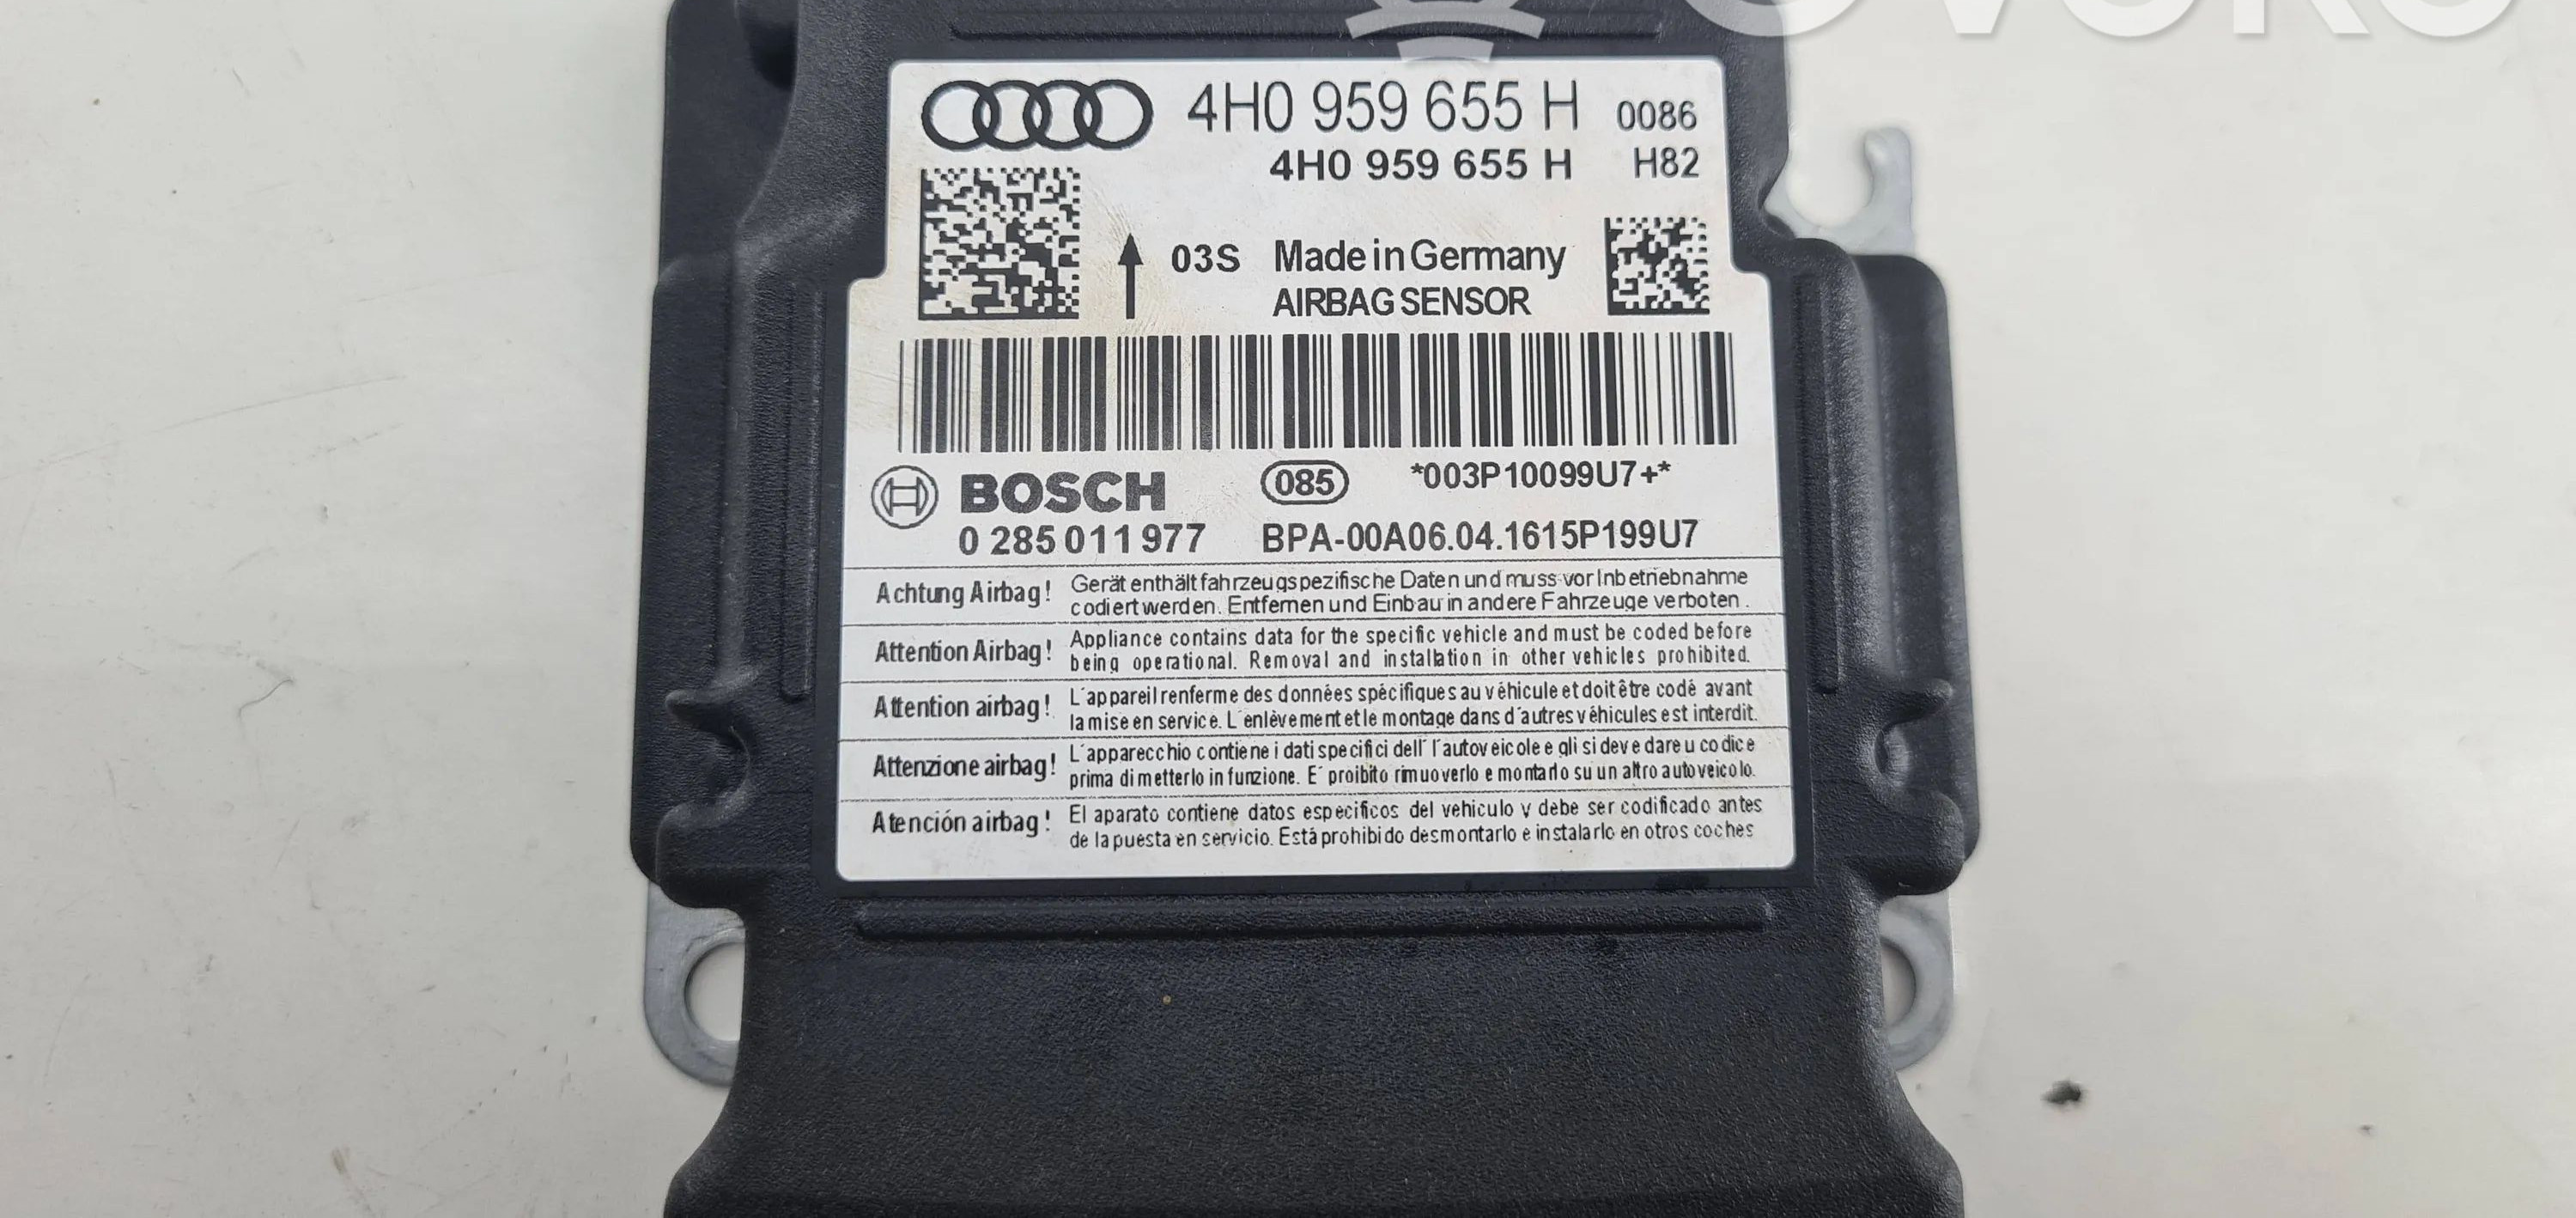 4H0 959 655 H 0086
4H0 959 655 H H82
03S Made in Germany
AIRBAG SENSOR
BOSCH 085 *003P10099U7+*
0 285 011 977 BPA-00A06.04.1615P199U7
Achtung Airbag! Gerät enthält fahrzeugspezifische Daten und muss vor Inbetriebnahme
codiert werden. Entfernen und Einbau in andere Fahrzeuge verboten.
Attention Airbag! Appliance contains data for the specific vehicle and must be coded before
being operational. Removal and installation in other vehicles prohibited.
Attention airbag! L´appareil renferme des données spécifiques au véhicule et doit être codé avant
la mise en service. L´enlèvement et le montage dans d´autres véhicules est interdit.
Attenzione airbag! L´apparecchio contiene i dati specifici dell´ l´autoveicole e gli si deve dare u codice
prima di metterlo in funzione. E´ proibito rimuoverlo e montarlo su un altro autoveicolo.
Atención airbag! El aparato contiene datos especificos del vehiculo y debe ser codificado antes
de la puesta en servicio. Está prohibido desmontarlo e instalarlo en otros coches